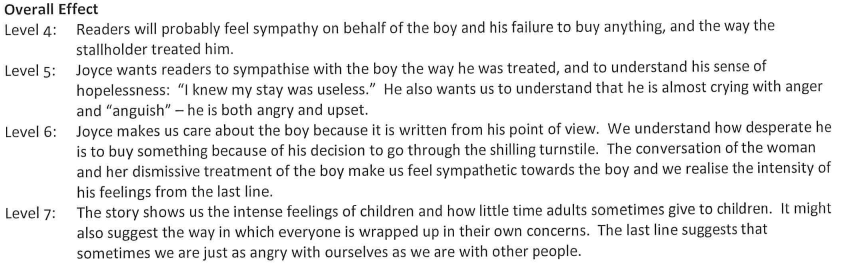 Overall Effect
Level 4: Readers will probably feel sympathy on behalf of the boy and his failure to buy anything, and the way the
stallholder treated him.
Level 5: Joyce wants readers to sympathise with the boy the way he was treated, and to understand his sense of
hopelessness: “I knew my stay was useless.” He also wants us to understand that he is almost crying with anger
and “anguish” – he is both angry and upset.
Level 6: Joyce makes us care about the boy because it is written from his point of view. We understand how desperate he
is to buy something because of his decision to go through the shilling turnstile. The conversation of the woman
and her dismissive treatment of the boy make us feel sympathetic towards the boy and we realise the intensity of
his feelings from the last line.
Level 7: The story shows us the intense feelings of children and how little time adults sometimes give to children. It might
also suggest the way in which everyone is wrapped up in their own concerns. The last line suggests that
sometimes we are just as angry with ourselves as we are with other people.